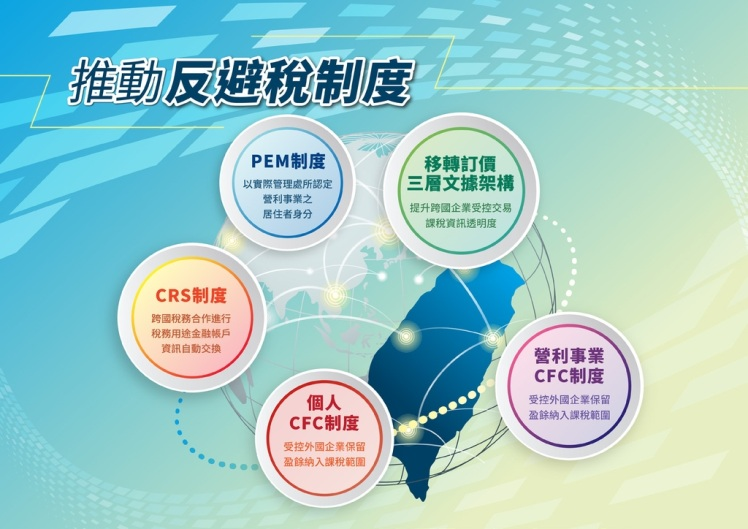 推動反避稅制度
PEM制度
以實際管理處所認定
營利事業之
居住者身分
移轉訂價
三層文據架構
提升跨國企業受控交易
課稅資訊透明度
CRS制度
跨國稅務合作進行
稅務用途金融帳戶
資訊自動交換
營利事業
CFC制度
受控外國企業保留
盈餘納入課稅範圍
個人
CFC制度
受控外國企業保留
盈餘納入課稅範圍